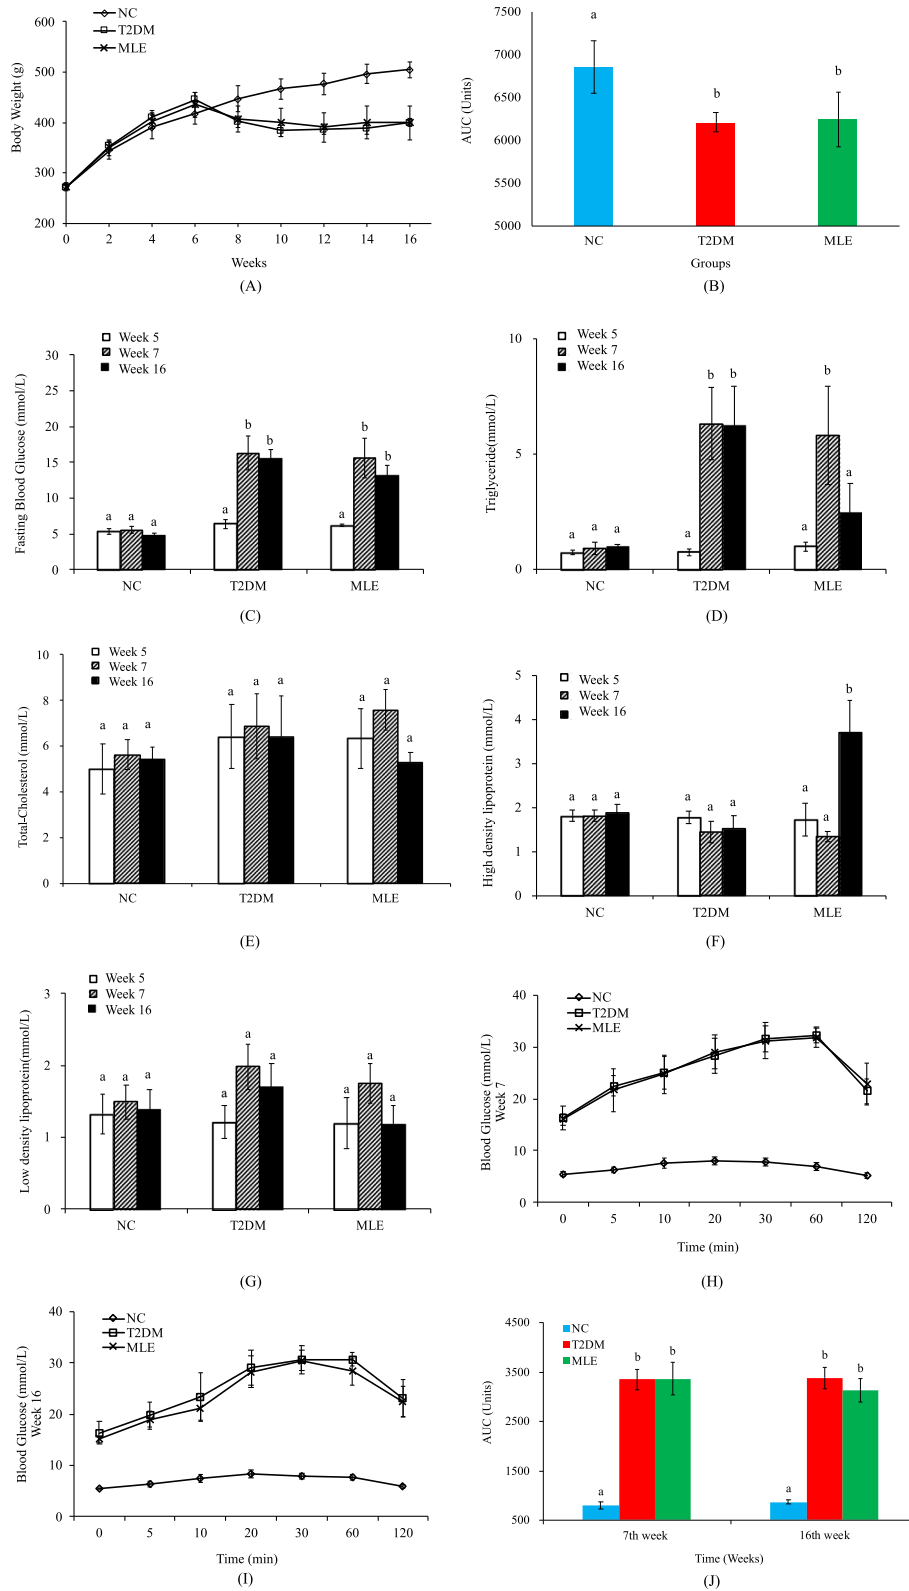 NC
T2DM
MLE
600
500
400
300
200
Body Weight (g)
0 2 4 6 8 10 12 14 16
Weeks
(A)
7500
7000
6500
6000
5500
5000
AUC (Units)
a
b
b
NC T2DM MLE
Groups
(B)
Week 5
Week 7
Week 16
30
25
20
15
10
5
0
Fasting Blood Glucose (mmol/L)
a a a a b b a b b
NC T2DM MLE
(C)
Week 5
Week 7
Week 16
10
5
0
Triglyceride(mmol/L)
a a a a b b a b a
NC T2DM MLE
(D)
Week 5
Week 7
Week 16
10
8
6
4
2
0
Total-Cholesterol (mmol/L)
a a a a a a a a a
NC T2DM MLE
(E)
Week 5
Week 7
Week 16
5
4
3
2
1
0
High density lipoprotein (mmol/L)
a a a a a a a a b
NC T2DM MLE
(F)
Week 5
Week 7
Week 16
3
2
1
0
Low density lipoprotcein(mmol/L)
a a a a a a a a a
NC T2DM MLE
(G)
NC
T2DM
MLE
40
30
20
10
0
Blood Glucose (mmol/L)
Week 7
0 5 10 20 30 60 120
Time (min)
(H)
NC
T2DM
MLE
40
30
20
10
0
Blood Glucose (mmol/L)
Week 16
0 5 10 20 30 60 120
Time (min)
(I)
NC
T2DM
MLE
4500
3500
2500
1500
500
AUC (Units)
a b b a b b
7th week 16th week
Time (Weeks)
(J)